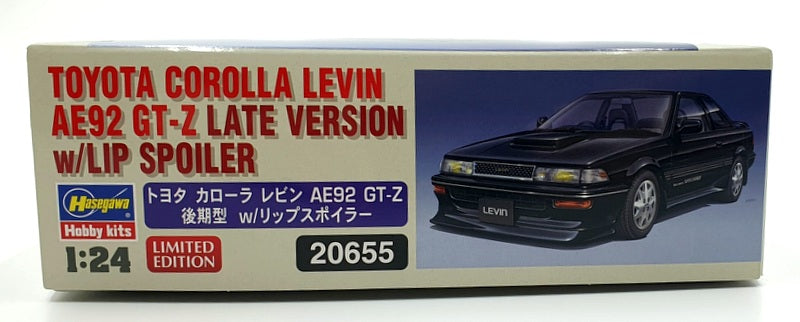 TOYOTA COROLLA LEVIN
AE92 GT-Z LATE VERSION
w/LIP SPOILER
Hasegawa
Hobby kits
トヨタ カローラ レビン AE92 GT-Z
後期型 w/リップスポイラー
1:24
LIMITED
EDITION
20655
LEVIN